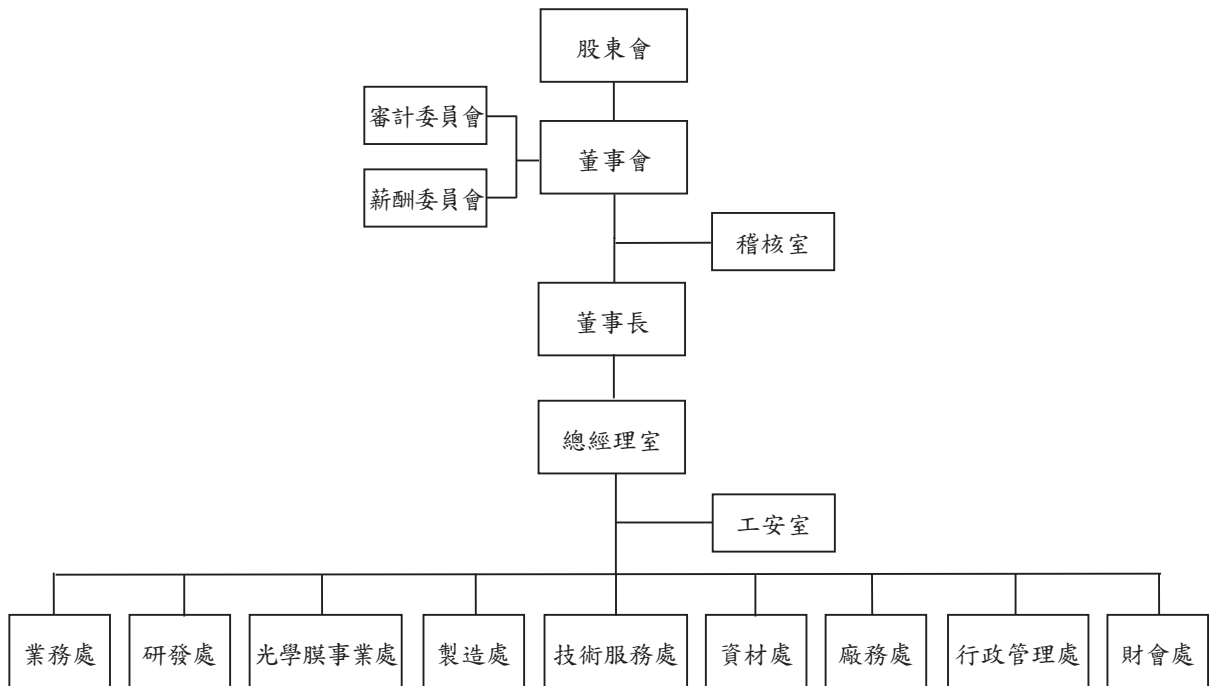 股東會
審計委員會
董事會
薪酬委員會
稽核室
董事長
總經理室
工安室
業務處
研發處
光學膜事業處
製造處
技術服務處
資材處
廠務處
行政管理處
財會處